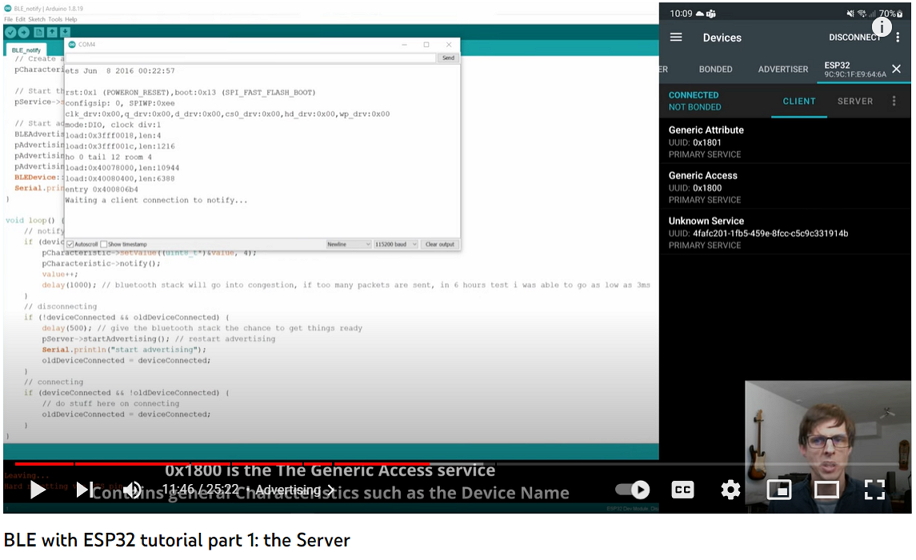 BLE_notify | Arduino 1.8.19
File Edit Sketch Tools Help
BLE_notify
// Create a
pCharacteri
// Start th
pService->s
// Start ad
BLEAdvertis
pAdvertisin
pAdvertisin
pAdvertisin
BLEDevice::
Serial.prin
}
COM4
Send
ets Jun  8 2016 00:22:57
rst:0x1 (POWERON_RESET),boot:0x13 (SPI_FAST_FLASH_BOOT)
configsip: 0, SPIWP:0xee
clk_drv:0x00,q_drv:0x00,d_drv:0x00,cs0_drv:0x00,hd_drv:0x00,wp_drv:0x00
mode:DIO, clock div:1
load:0x3fff0018,len:4
load:0x3fff001c,len:1216
ho 0 tail 12 room 4
load:0x40078000,len:10944
load:0x40080400,len:6388
entry 0x400806b4
Waiting a client connection to notify...
Autoscroll Show timestamp Newline 115200 baud Clear output
void loop() {
// notify
if (devic
pCharacteristic->setValue((uint8_t*)&value, 4);
pCharacteristic->notify();
value++;
delay(1000); // bluetooth stack will go into congestion, if too many packets are sent, in 6 hours test i was able to go as low as 3ms
}
// disconnecting
if (!deviceConnected && oldDeviceConnected) {
delay(500); // give the bluetooth stack the chance to get things ready
pServer->startAdvertising(); // restart advertising
Serial.println("start advertising");
oldDeviceConnected = deviceConnected;
}
// connecting
if (deviceConnected && !oldDeviceConnected) {
// do stuff here on connecting
oldDeviceConnected = deviceConnected;
}
}
Leaving...
10:09 70%
Devices DISCONNECT
ER BONDED ADVERTISER ESP32
9C:9C:1F:E9:64:6A
CONNECTED
NOT BONDED
CLIENT SERVER
Generic Attribute
UUID: 0x1801
PRIMARY SERVICE
Generic Access
UUID: 0x1800
PRIMARY SERVICE
Unknown Service
UUID: 4fafc201-1fb5-459e-8fcc-c5c9c331914b
PRIMARY SERVICE
0x1800 is the The Generic Access service
Contains general Characteristics such as the Device Name
11:46 / 25:22 • Advertising >
CC
BLE with ESP32 tutorial part 1: the Server